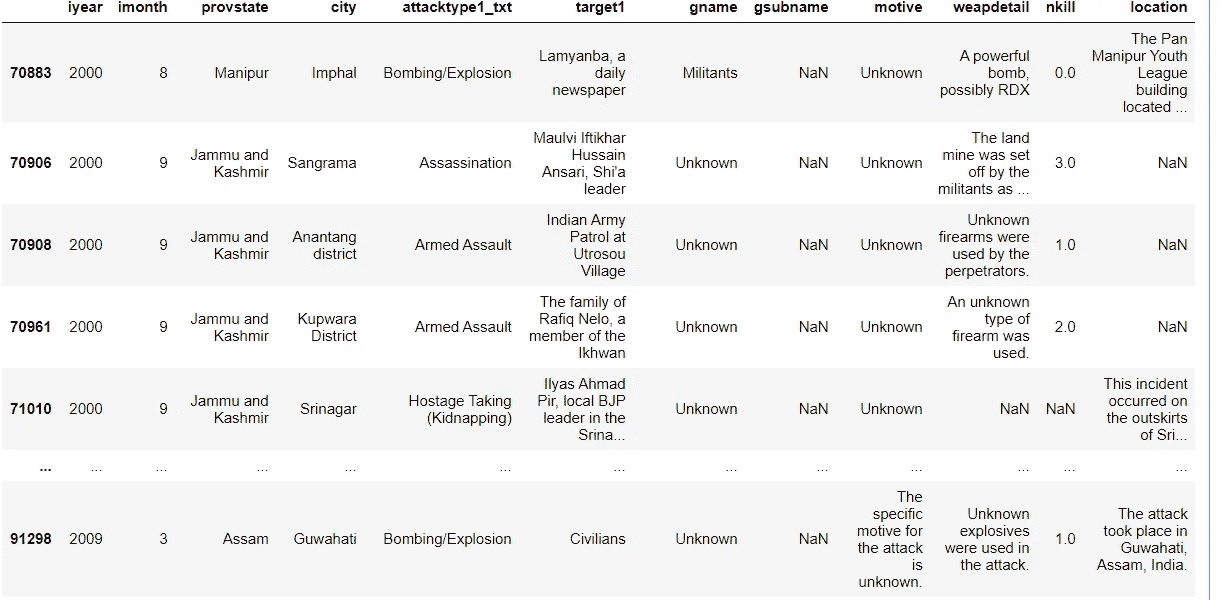 iyear imonth provstate city attacktype1_txt target1 gname gsubname motive weapdetail nkill location
70883
2000
8
Manipur
Imphal
Bombing/Explosion
Lamyanba, a
daily
newspaper
Militants
NaN
Unknown
A powerful
bomb,
possibly RDX
0.0
The Pan
Manipur Youth
League
building
located ...
70906
2000
9
Jammu and
Kashmir
Sangrama
Assassination
Maulvi Iftikhar
Hussain
Ansari, Shi'a
leader
Unknown
NaN
Unknown
The land
mine was set
off by the
militants as ...
3.0
NaN
70908
2000
9
Jammu and
Kashmir
Anantang
district
Armed Assault
Indian Army
Patrol at
Utrosou
Village
Unknown
NaN
Unknown
Unknown
firearms were
used by the
perpetrators.
1.0
NaN
70961
2000
9
Jammu and
Kashmir
Kupwara
District
Armed Assault
The family of
Rafiq Nelo, a
member of the
Ikhwan
Unknown
NaN
Unknown
An unknown
type of
firearm was
used.
2.0
NaN
71010
2000
9
Jammu and
Kashmir
Srinagar
Hostage Taking
(Kidnapping)
Ilyas Ahmad
Pir, local BJP
leader in the
Srina...
Unknown
NaN
Unknown
NaN
NaN
This incident
occurred on
the outskirts
of Sri...
... ... ... ... ... ... ... ... ... ... ... ... ...
91298
2009
3
Assam
Guwahati
Bombing/Explosion
Civilians
Unknown
NaN
The
specific
motive for
the attack
is
unknown.
Unknown
explosives
were used in
the attack.
1.0
The attack
took place in
Guwahati,
Assam, India.